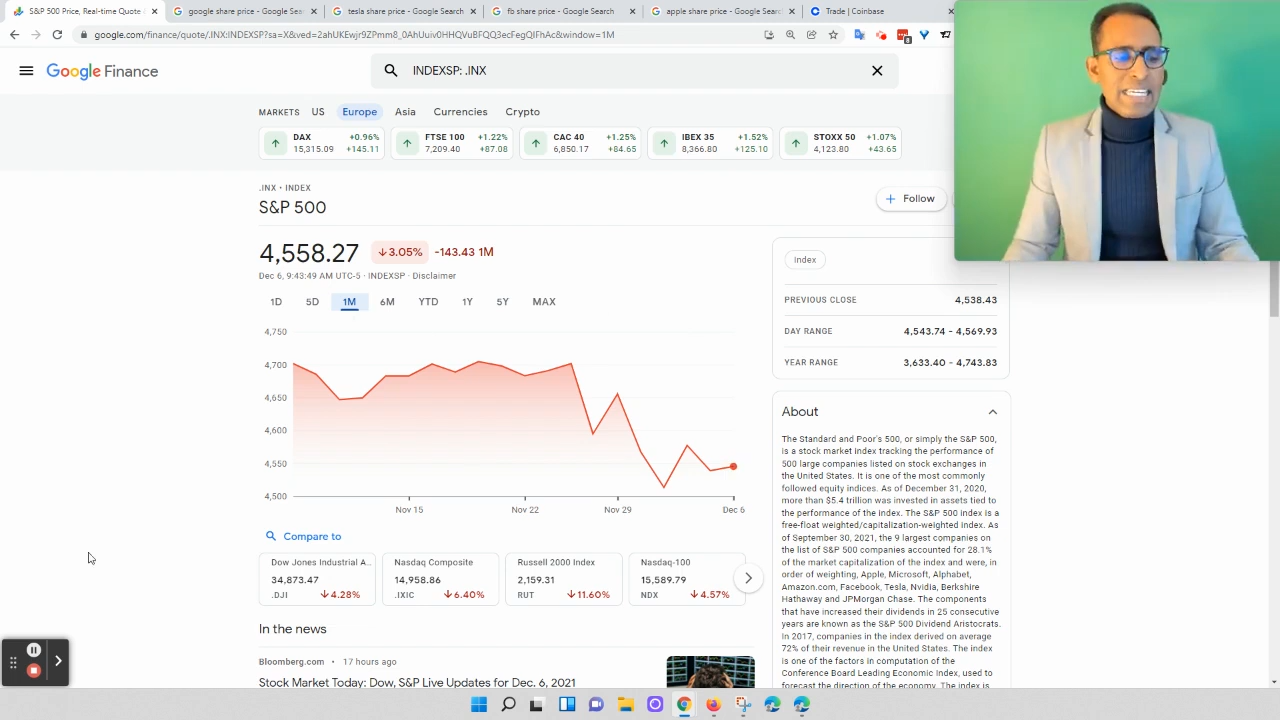 S&P 500 Price, Real-time Quote
google share price - Google Sea
tesla share price - Google Search
fb share price - Google Search
apple share price - Google Searc
Trade | Coinbase
google.com/finance/quote/.INX:INDEXSP?sa=X&ved=2ahUKEwjr9ZPmm8_0AhUuiv0HHQVuBFQQ3ecFegQIFhAc&window=1M
8
Google Finance
INDEXSP: .INX
MARKETS US Europe Asia Currencies Crypto
DAX +0.96%
15,315.09 +145.11
FTSE 100 +1.22%
7,209.40 +87.08
CAC 40 +1.25%
6,850.17 +84.65
IBEX 35 +1.52%
8,366.80 +125.10
STOXX 50 +1.07%
4,123.80 +43.65
.INX • INDEX
S&P 500
+ Follow
4,558.27 ↓3.05% -143.43 1M
Dec 6, 9:43:49 AM UTC-5 · INDEXSP · Disclaimer
1D 5D 1M 6M YTD 1Y 5Y MAX
4,750
4,700
4,650
4,600
4,550
4,500
Nov 15 Nov 22 Nov 29 Dec 6
Compare to
Dow Jones Industrial A...
34,873.47
.DJI ↓4.28%
Nasdaq Composite
14,958.86
.IXIC ↓6.40%
Russell 2000 Index
2,159.31
RUT ↓11.60%
Nasdaq-100
15,589.79
NDX ↓4.57%
In the news
Bloomberg.com • 17 hours ago
Stock Market Today: Dow, S&P Live Updates for Dec. 6, 2021
Index
PREVIOUS CLOSE 4,538.43
DAY RANGE 4,543.74 - 4,569.93
YEAR RANGE 3,633.40 - 4,743.83
About
The Standard and Poor's 500, or simply the S&P 500,
is a stock market index tracking the performance of
500 large companies listed on stock exchanges in
the United States. It is one of the most commonly
followed equity indices. As of December 31, 2020,
more than $5.4 trillion was invested in assets tied to
the performance of the index. The S&P 500 index is a
free-float weighted/capitalization-weighted index. As
of September 30, 2021, the 9 largest companies on
the list of S&P 500 companies accounted for 28.1%
of the market capitalization of the index and were, in
order of weighting, Apple, Microsoft, Alphabet,
Amazon.com, Facebook, Tesla, Nvidia, Berkshire
Hathaway and JPMorgan Chase. The components
that have increased their dividends in 25 consecutive
years are known as the S&P 500 Dividend Aristocrats.
In 2017, companies in the index derived on average
72% of their revenue in the United States. The index
is one of the factors in computation of the
Conference Board Leading Economic Index, used to
forecast the direction of the economy. The index is